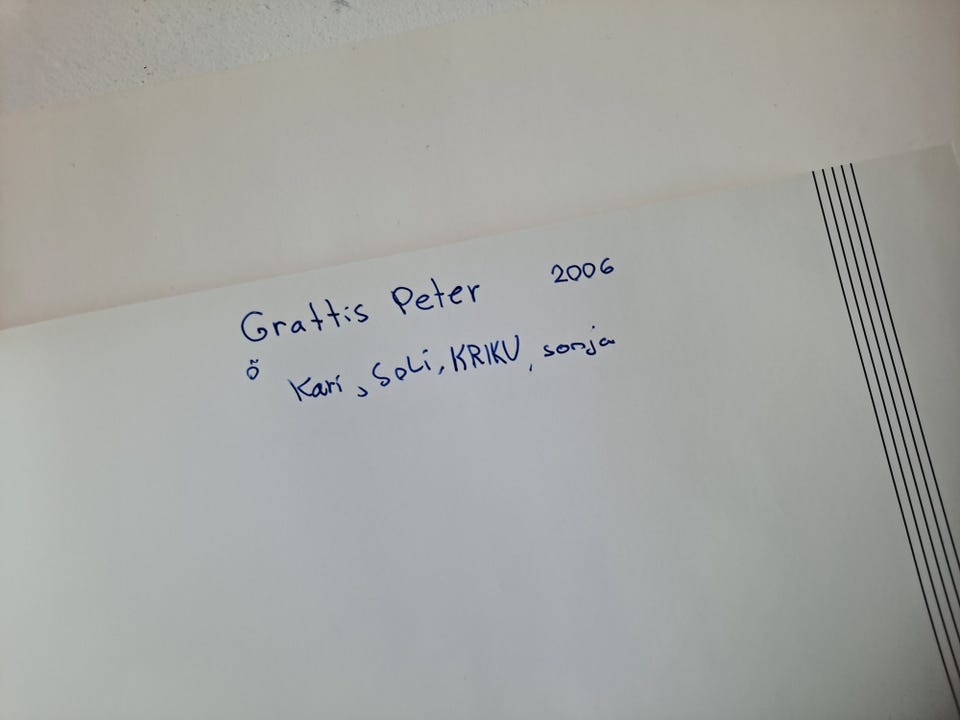 Grattis Peter 2006
õ Kari, Soli, KRIKU, sonja